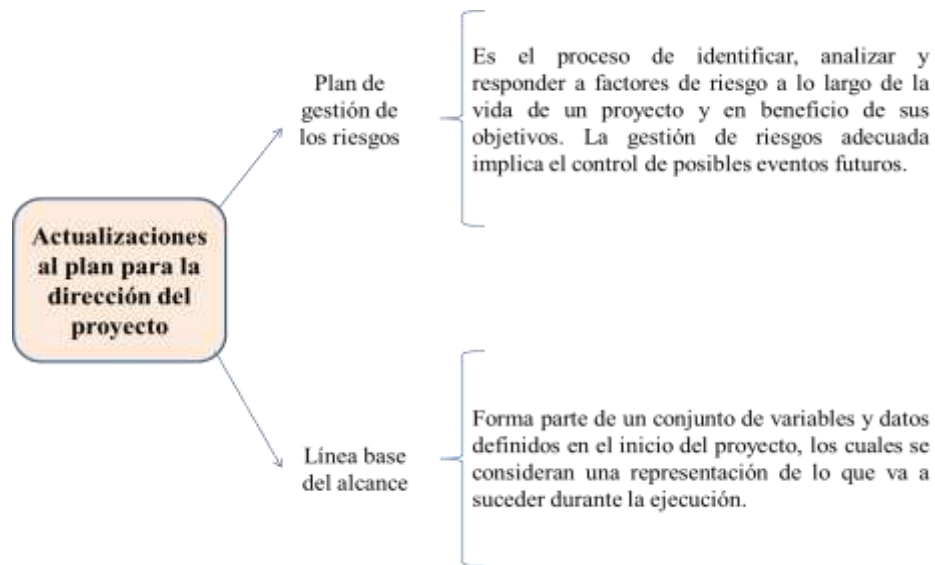 Actualizaciones
al plan para la
dirección del
proyecto
Plan de
gestión de
los riesgos
Es el proceso de identificar, analizar y
responder a factores de riesgo a lo largo de la
vida de un proyecto y en beneficio de sus
objetivos. La gestión de riesgos adecuada
implica el control de posibles eventos futuros.
Línea base
del alcance
Forma parte de un conjunto de variables y datos
definidos en el inicio del proyecto, los cuales se
consideran una representación de lo que va a
suceder durante la ejecución.